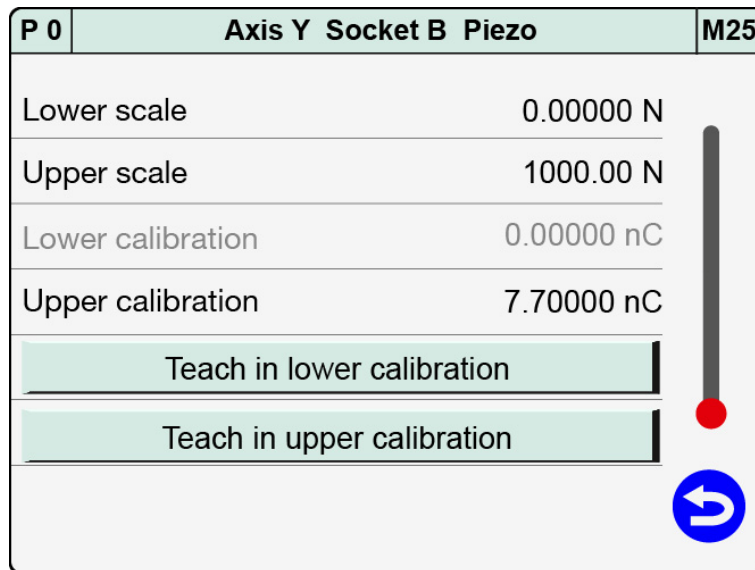 P 0 Axis Y Socket B Piezo M25
Lower scale 0.00000 N
Upper scale 1000.00 N
Lower calibration 0.00000 nC
Upper calibration 7.70000 nC
Teach in lower calibration
Teach in upper calibration